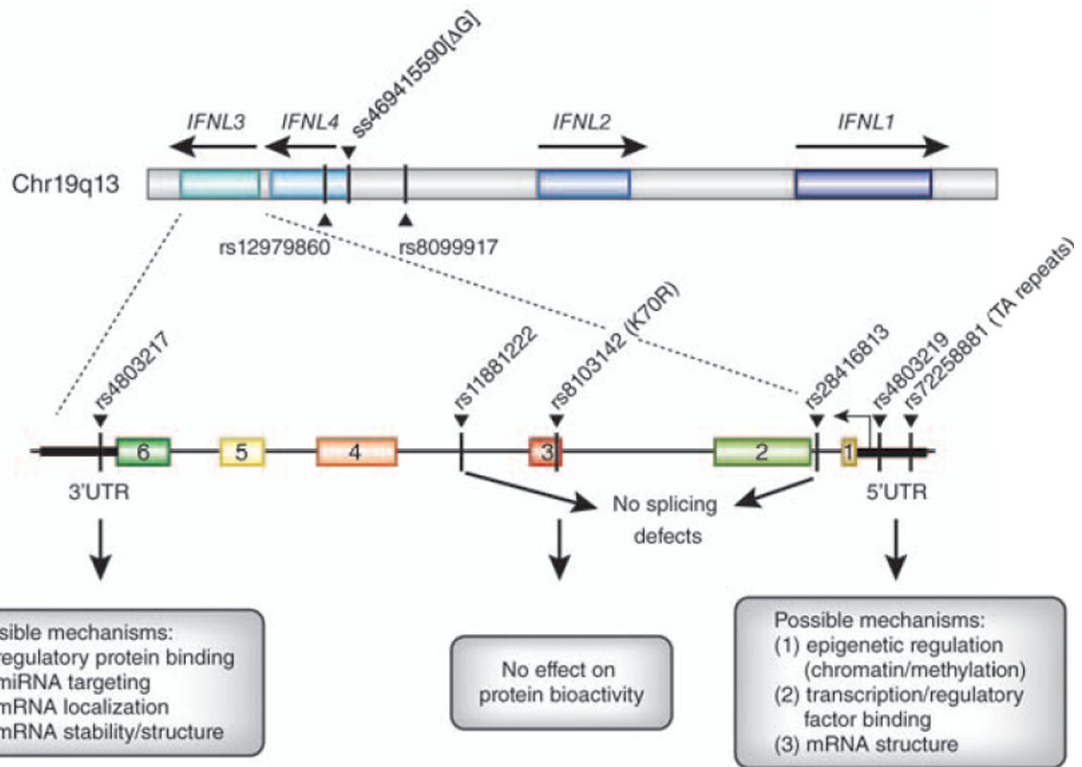 ss469415590[ΔG]
IFNL3
IFNL4
IFNL2
IFNL1
Chr19q13
rs12979860
rs8099917
rs4803217
rs11881222
rs8103142 (K70R)
rs28416813
rs4803219
rs72258881 (TA repeats)
6
5
4
3
2
1
3'UTR
5'UTR
No splicing
defects
sible mechanisms:
regulatory protein binding
miRNA targeting
mRNA localization
mRNA stability/structure
No effect on
protein bioactivity
Possible mechanisms:
(1) epigenetic regulation
(chromatin/methylation)
(2) transcription/regulatory
factor binding
(3) mRNA structure